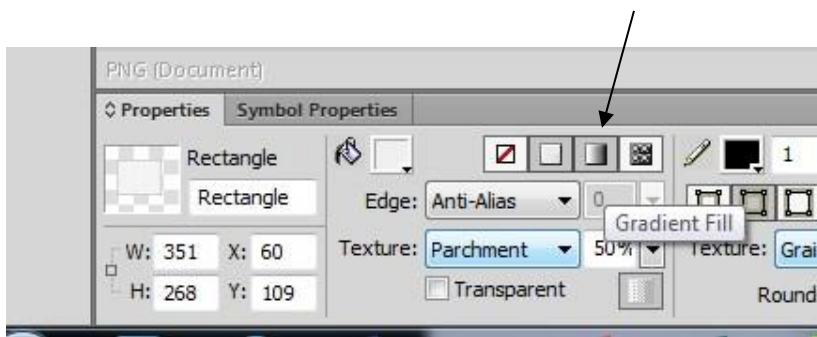 PNG (Document)
Properties Symbol Properties
Rectangle 1
Rectangle Edge: Anti-Alias 0
Gradient Fill
W: 351 X: 60 Texture: Parchment 50% Texture: Grai
H: 268 Y: 109 Transparent Round